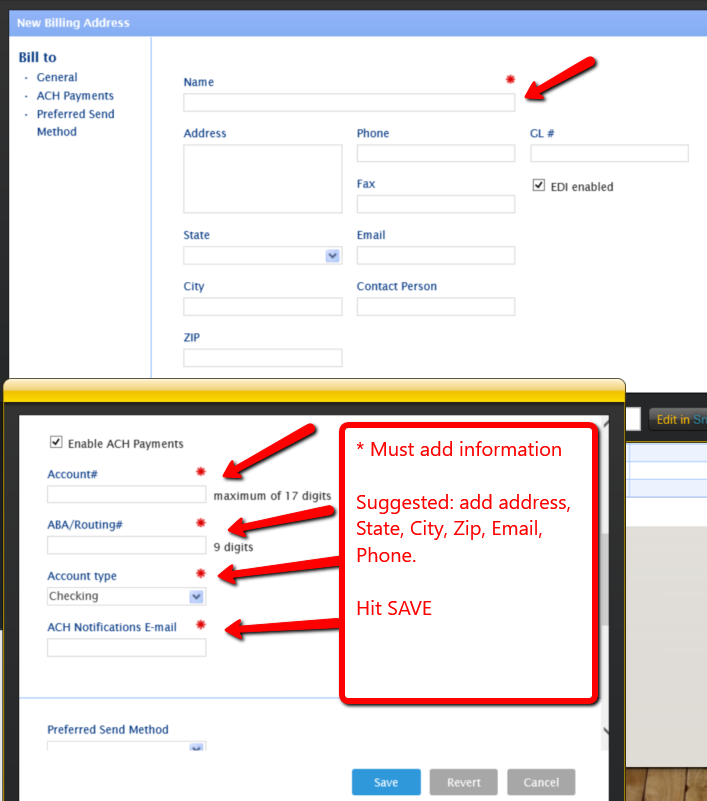 New Billing Address
Bill to
· General
· ACH Payments
· Preferred Send
Method
Name *
Address
Phone
GL #
Fax
EDI enabled
State
Email
City
Contact Person
ZIP
Edit in
Enable ACH Payments
Account# *
maximum of 17 digits
ABA/Routing# *
9 digits
Account type *
Checking
ACH Notifications E-mail *
Preferred Send Method
* Must add information
Suggested: add address,
State, City, Zip, Email,
Phone.
Hit SAVE
Save
Revert
Cancel